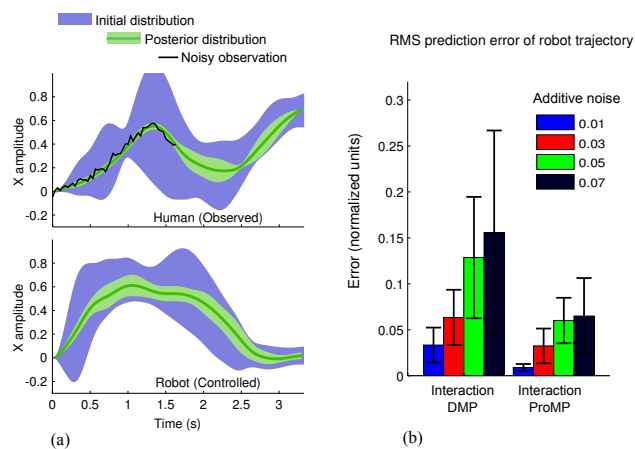 Initial distribution
Posterior distribution
Noisy observation
X amplitude
0.8
0.6
0.4
0.2
0
-0.2
Human (Observed)
X amplitude
0.8
0.6
0.4
0.2
0
-0.2
Robot (Controlled)
0 0.5 1 1.5 2 2.5 3
Time (s)
(a)
RMS prediction error of robot trajectory
Error (normalized units)
0.3
0.25
0.2
0.15
0.1
0.05
0
Additive noise
0.01
0.03
0.05
0.07
Interaction DMP
Interaction ProMP
(b)